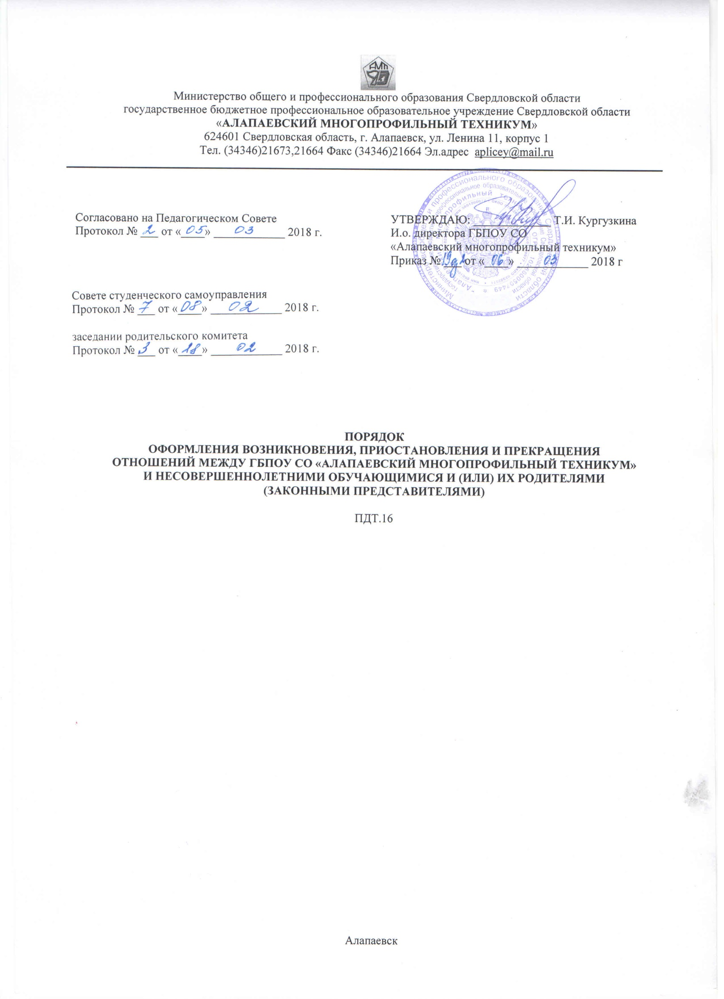 АМТ
Министерство общего и профессионального образования Свердловской области
государственное бюджетное профессиональное образовательное учреждение Свердловской области
«АЛАПАЕВСКИЙ МНОГОПРОФИЛЬНЫЙ ТЕХНИКУМ»
624601 Свердловская область, г. Алапаевск, ул. Ленина 11, корпус 1
Тел. (34346)21673,21664 Факс (34346)21664 Эл.адрес aplicey@mail.ru
Согласовано на Педагогическом Совете
Протокол № 2 от «05» 03 2018 г.
УТВЕРЖДАЮ: Т.И. Кургузкина
И.о. директора ГБПОУ СО
«Алапаевский многопрофильный техникум»
Приказ № от «06» 03 2018 г
Совете студенческого самоуправления
Протокол № 7 от «08» 02 2018 г.
заседании родительского комитета
Протокол № 3 от «18» 02 2018 г.
ПОРЯДОК
ОФОРМЛЕНИЯ ВОЗНИКНОВЕНИЯ, ПРИОСТАНОВЛЕНИЯ И ПРЕКРАЩЕНИЯ
ОТНОШЕНИЙ МЕЖДУ ГБПОУ СО «АЛАПАЕВСКИЙ МНОГОПРОФИЛЬНЫЙ ТЕХНИКУМ»
И НЕСОВЕРШЕННОЛЕТНИМИ ОБУЧАЮЩИМИСЯ И (ИЛИ) ИХ РОДИТЕЛЯМИ
(ЗАКОННЫМИ ПРЕДСТАВИТЕЛЯМИ)
ПДТ.16
Алапаевск